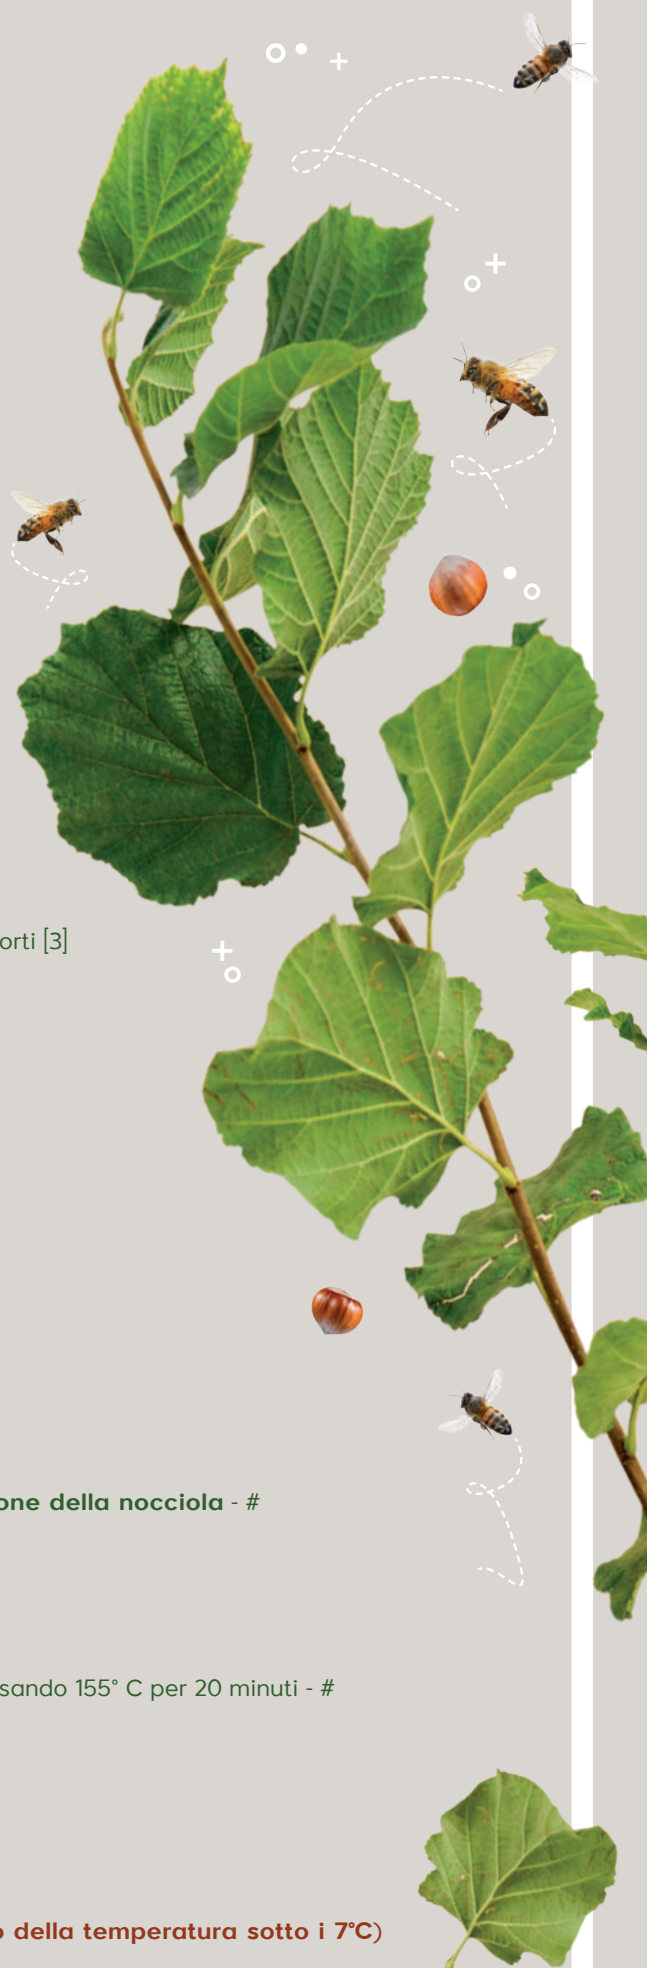 orti [3]
one della nocciola - #
sando 155° C per 20 minuti - #
o della temperatura sotto i 7°C)